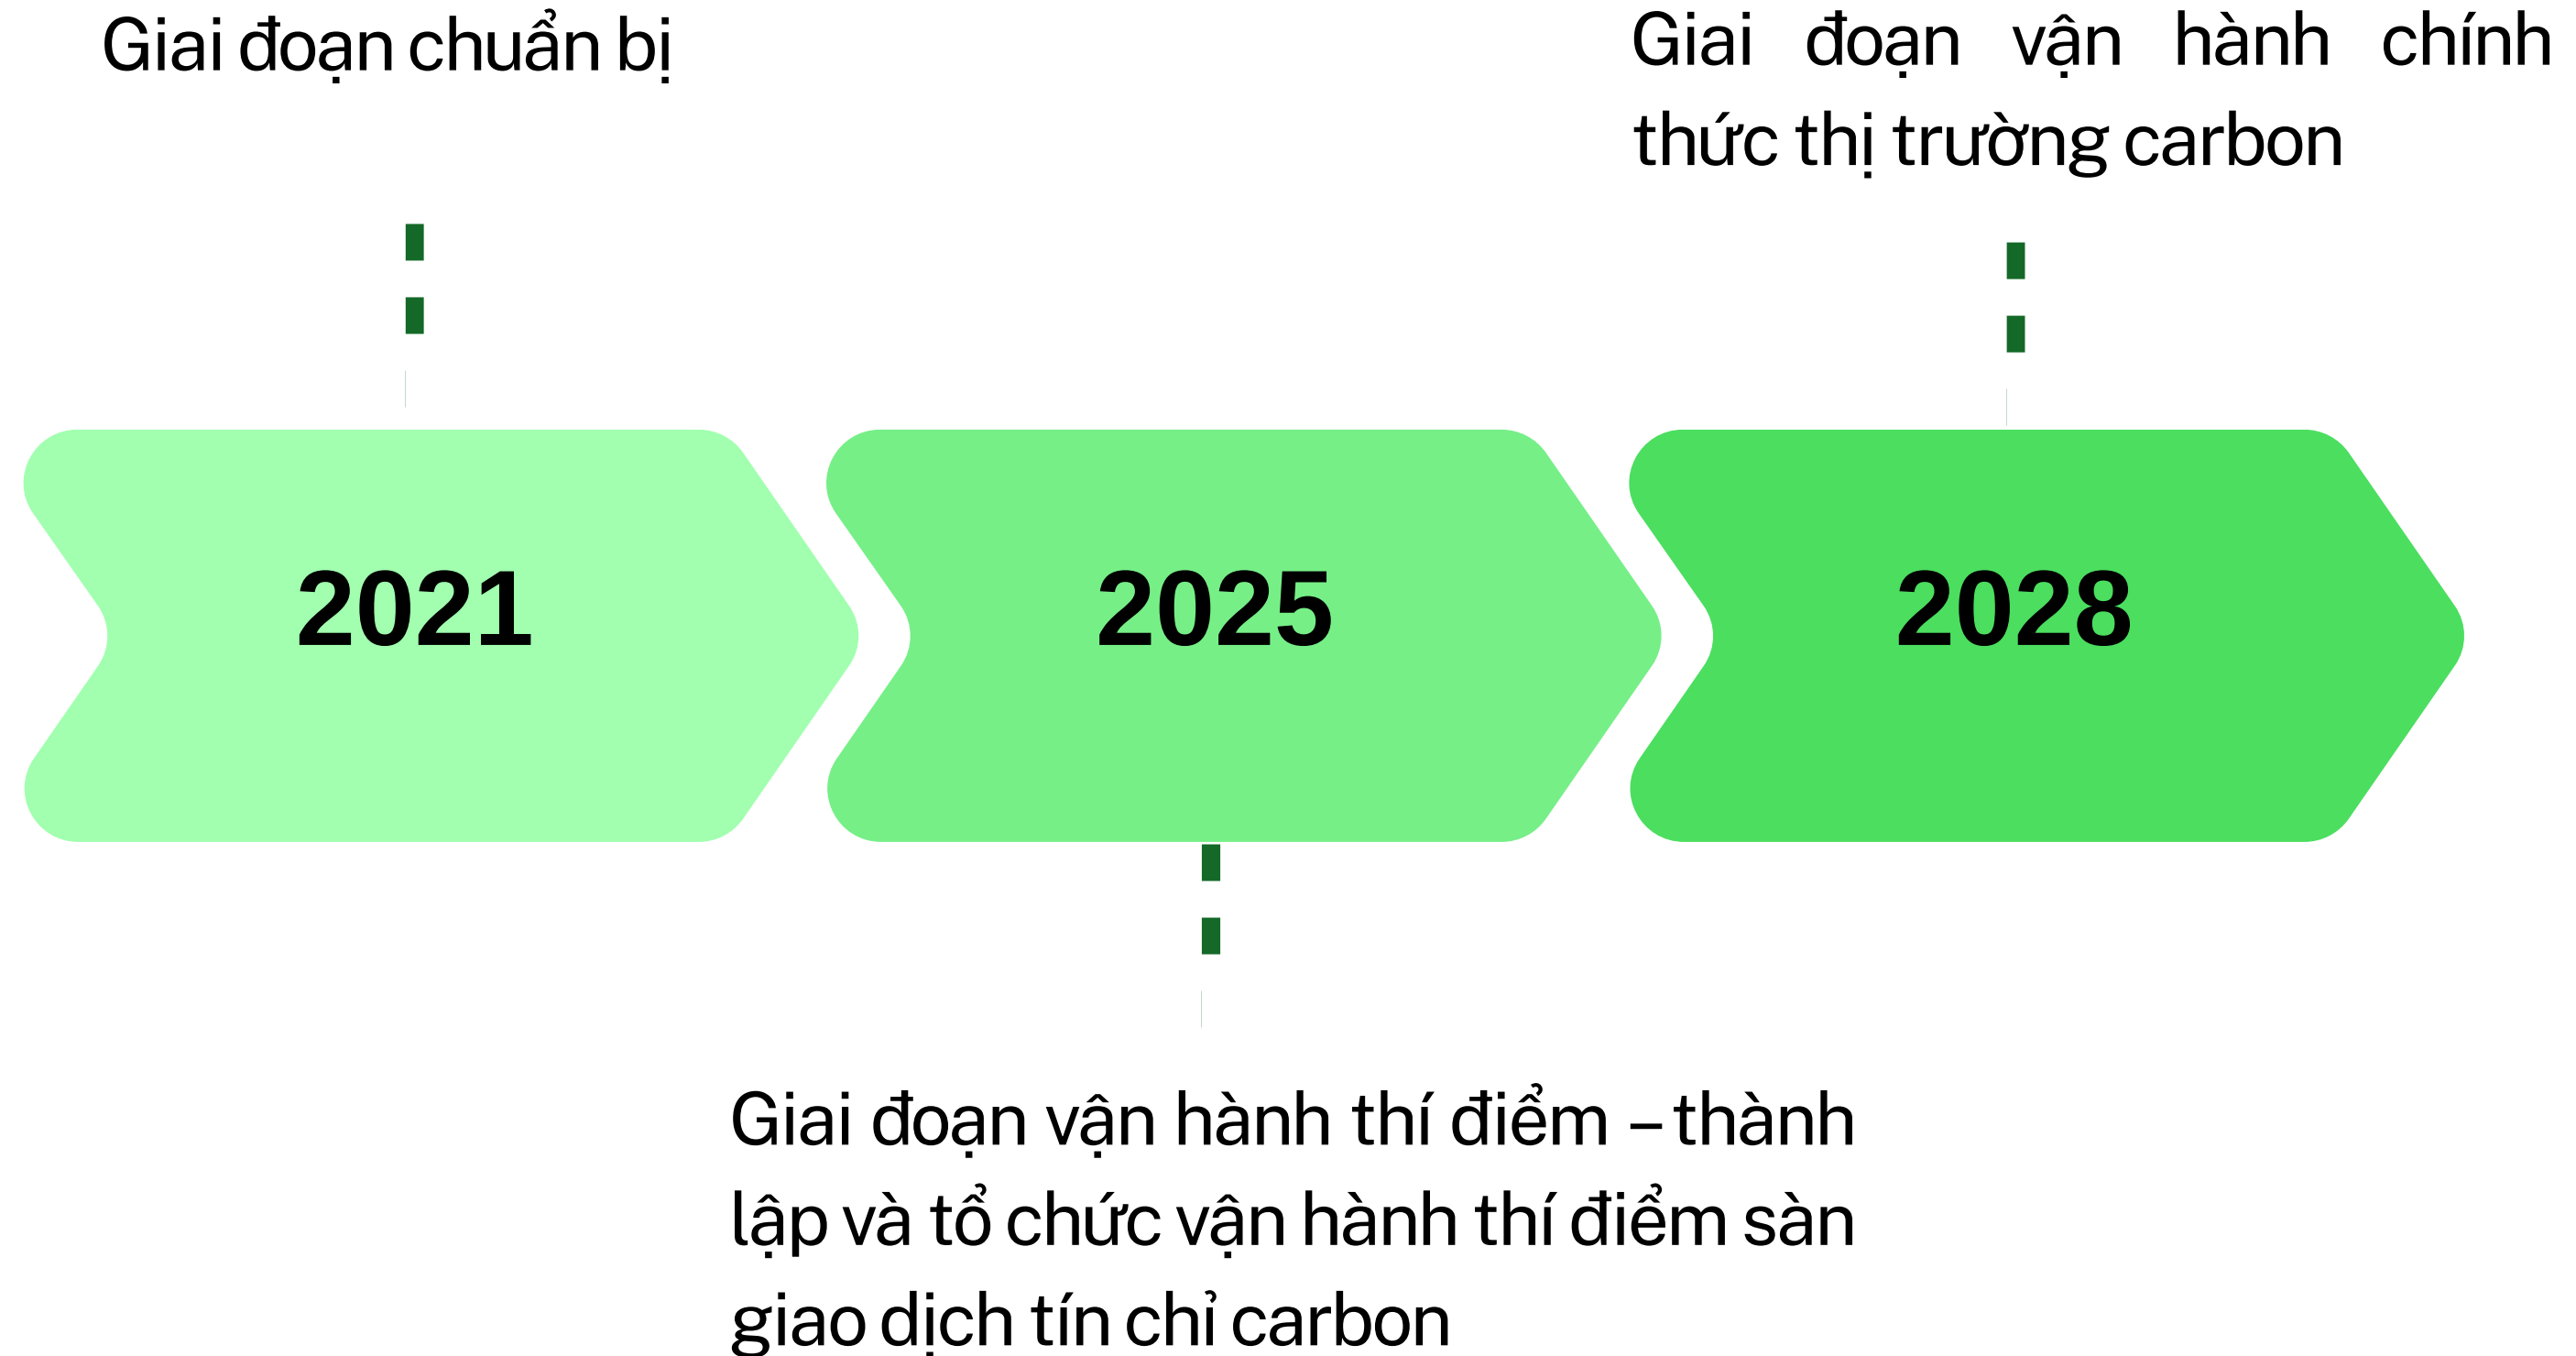 Giai đoạn chuẩn bị
Giai đoạn vận hành chính
thức thị trường carbon
2021
2025
2028
Giai đoạn vận hành thí điểm – thành
lập và tổ chức vận hành thí điểm sàn
giao dịch tín chỉ carbon